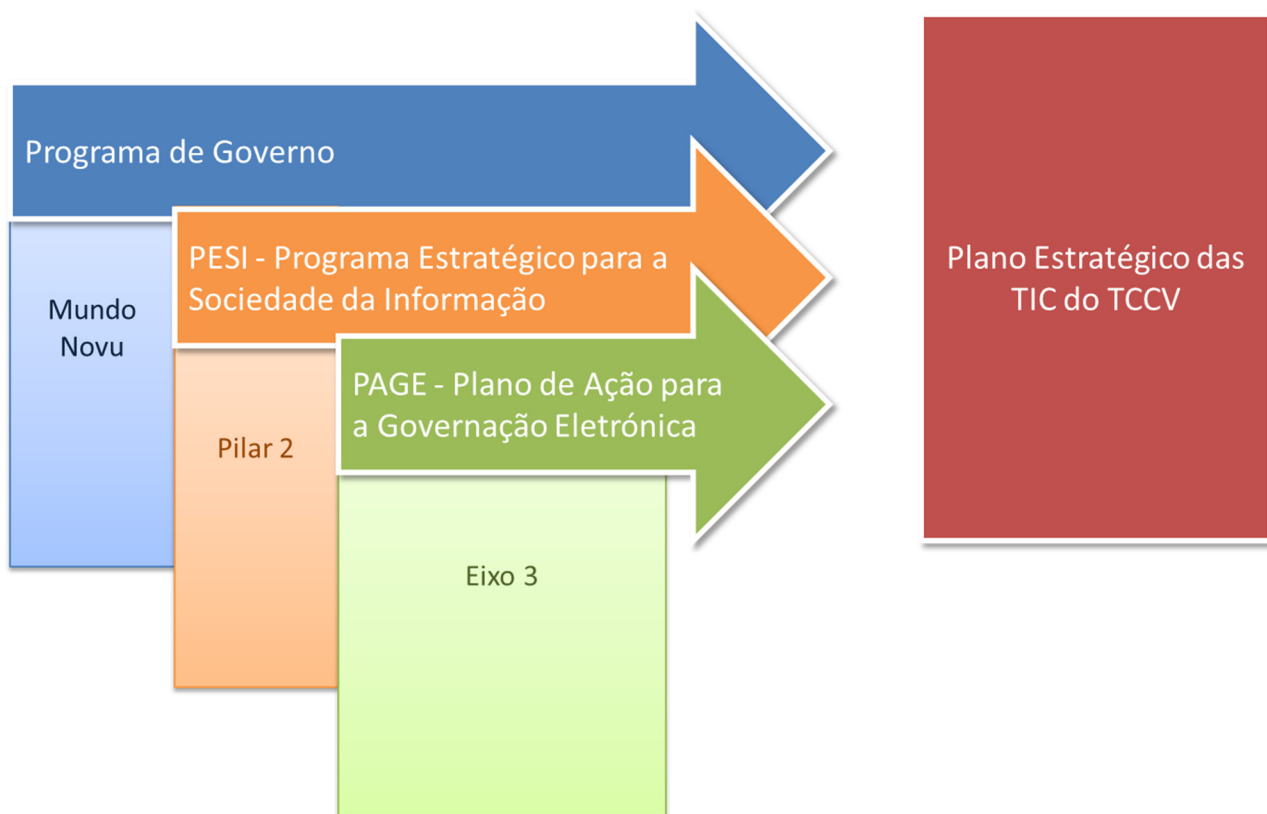 Programa de Governo
PESI - Programa Estratégico para a
Sociedade da Informação
Mundo
Novu
PAGE - Plano de Ação para
a Governação Eletrónica
Pilar 2
Eixo 3
Plano Estratégico das
TIC do TCCV